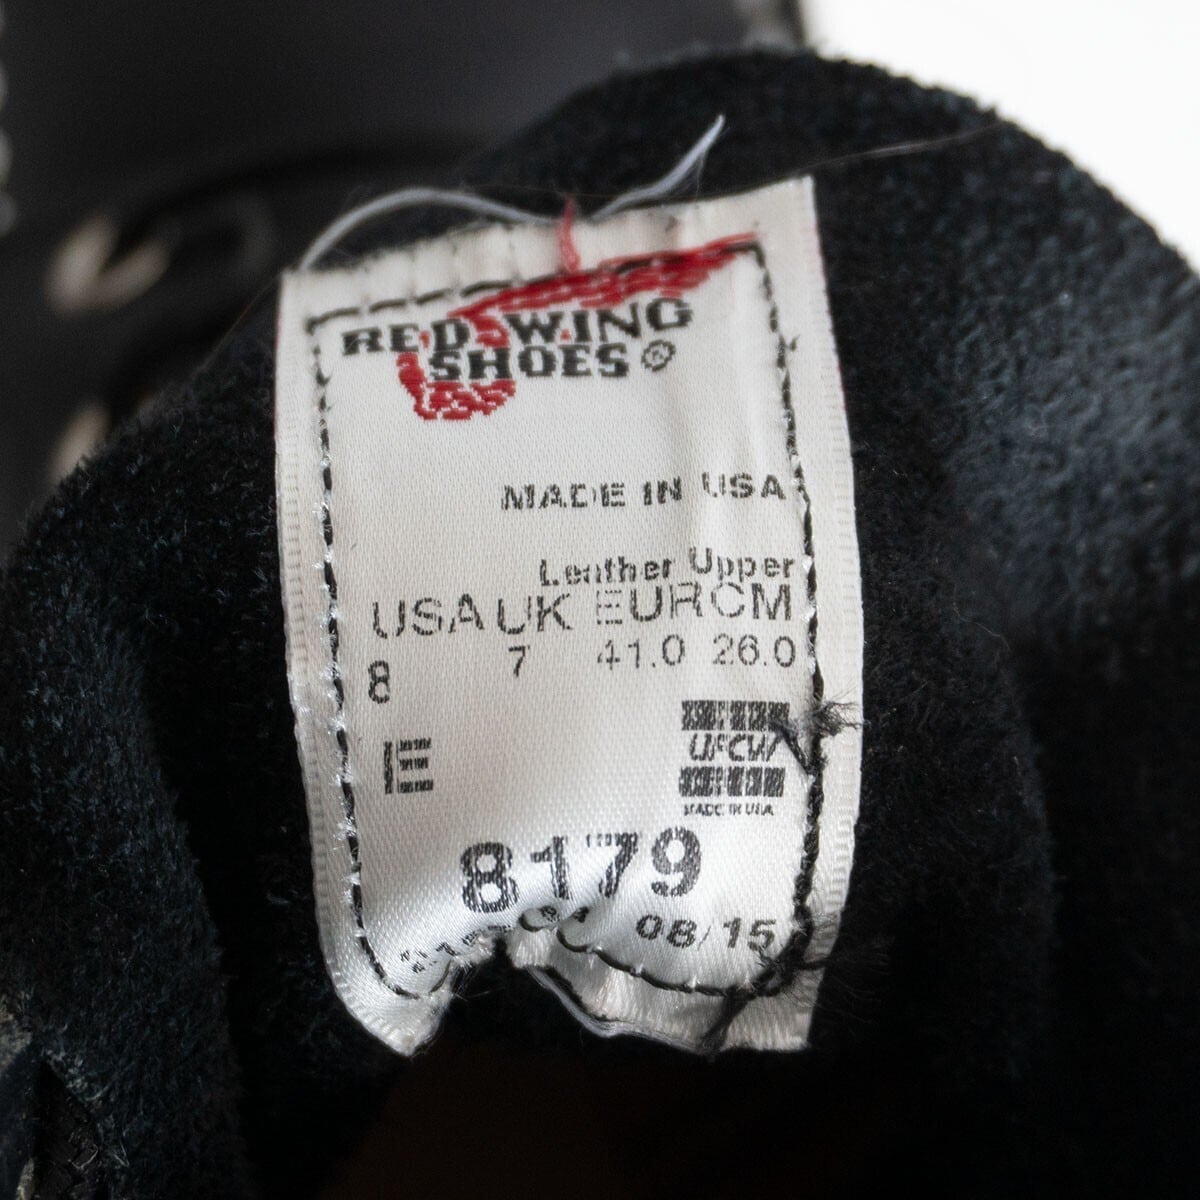 RED WING
SHOES®
MADE IN USA
Leather Upper
USA UK EUR CM
8 7 41.0 26.0
E
UFCW
MADE IN USA
8179
08/15